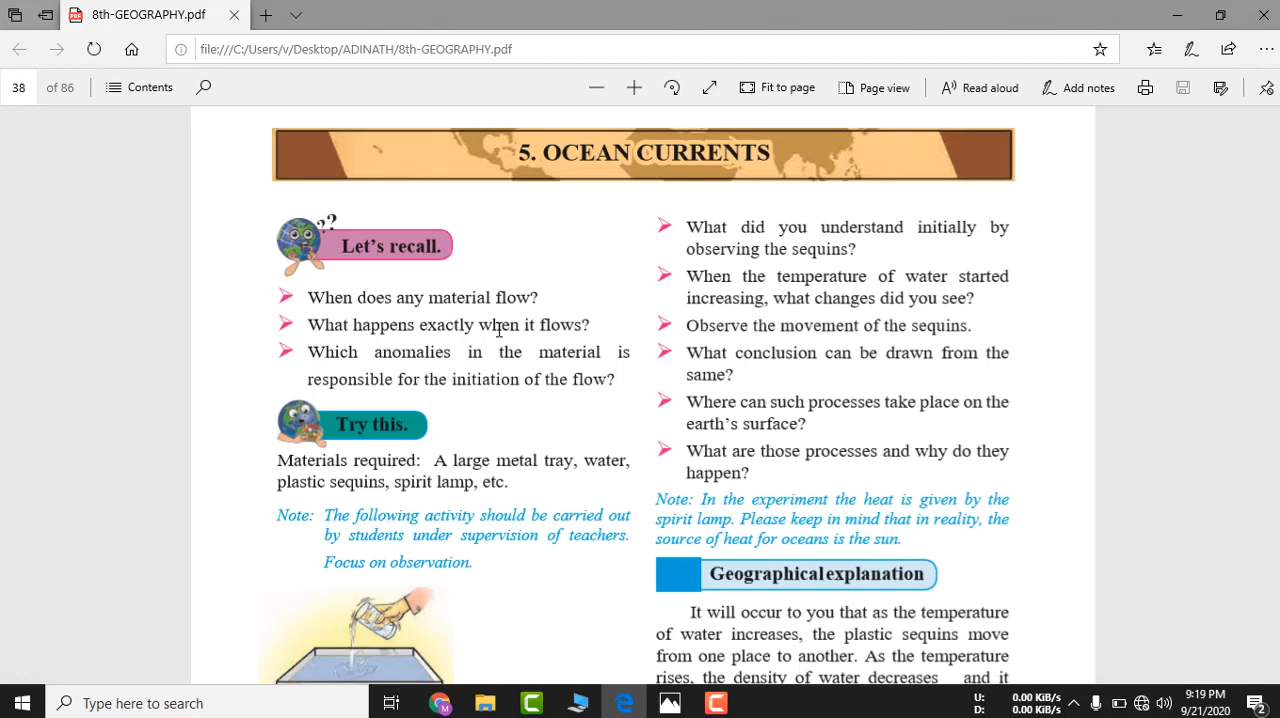 8th-GEOGRAPHY.pdf
file:///C:/Users/v/Desktop/ADINATH/8th-GEOGRAPHY.pdf
38 of 86 Contents Fit to page Page view Read aloud Add notes
5. OCEAN CURRENTS
??
Let's recall.
When does any material flow?
What happens exactly when it flows?
Which anomalies in the material is
responsible for the initiation of the flow?
Try this.
Materials required: A large metal tray, water,
plastic sequins, spirit lamp, etc.
Note: The following activity should be carried out
by students under supervision of teachers.
Focus on observation.
What did you understand initially by
observing the sequins?
When the temperature of water started
increasing, what changes did you see?
Observe the movement of the sequins.
What conclusion can be drawn from the
same?
Where can such processes take place on the
earth's surface?
What are those processes and why do they
happen?
Note: In the experiment the heat is given by the
spirit lamp. Please keep in mind that in reality, the
source of heat for oceans is the sun.
Geographical explanation
It will occur to you that as the temperature
of water increases, the plastic sequins move
from one place to another. As the temperature
rises, the density of water decreases and it
Type here to search
U: 0.00 KiB/s
D: 0.00 KiB/s
9:19 PM
9/21/2020
2